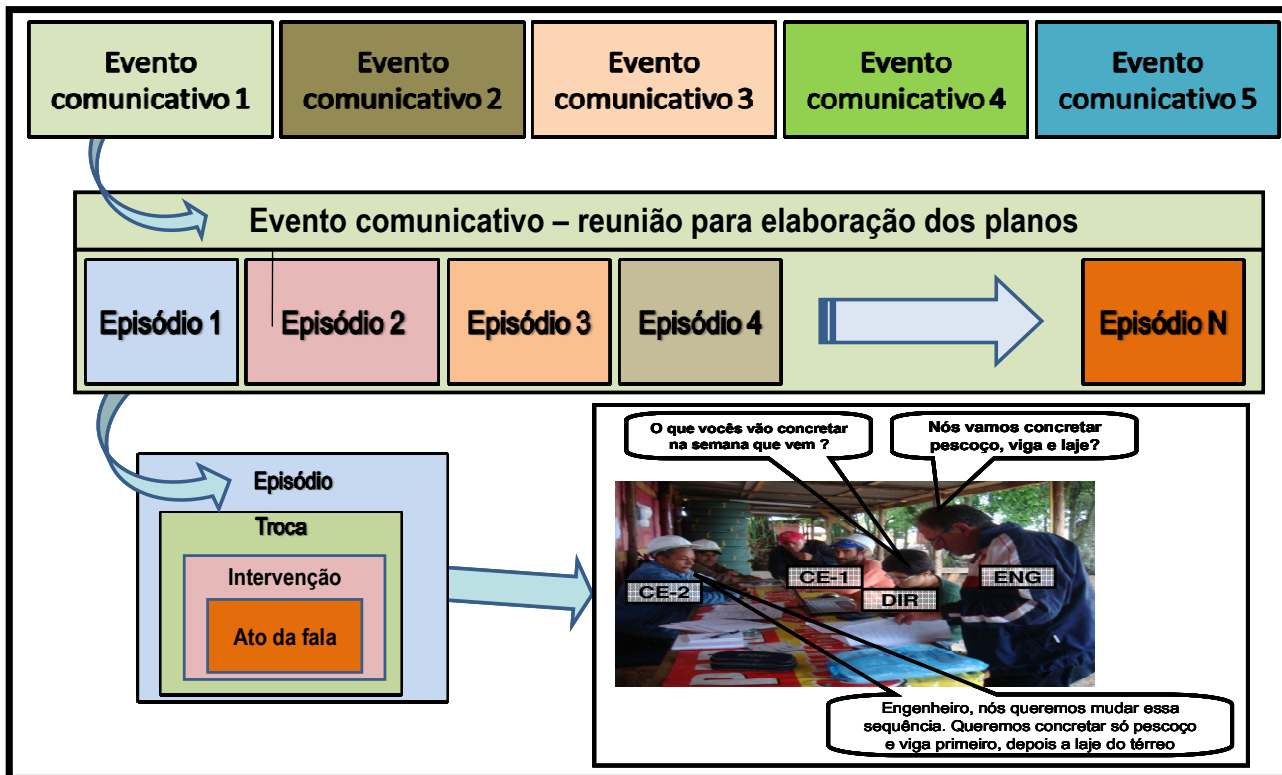 Evento
comunicativo 1
Evento
comunicativo 2
Evento
comunicativo 3
Evento
comunicativo 4
Evento
comunicativo 5
Evento comunicativo – reunião para elaboração dos planos
Episódio 1
Episódio 2
Episódio 3
Episódio 4
Episódio N
Episódio
Troca
Intervenção
Ato da fala
O que vocês vão concretar
na semana que vem ?
Nós vamos concretar
pescoço, viga e laje?
CE-2
CE-1
DIR
ENG
Engenheiro, nós queremos mudar essa
sequência. Queremos concretar só pescoço
e viga primeiro, depois a laje do térreo